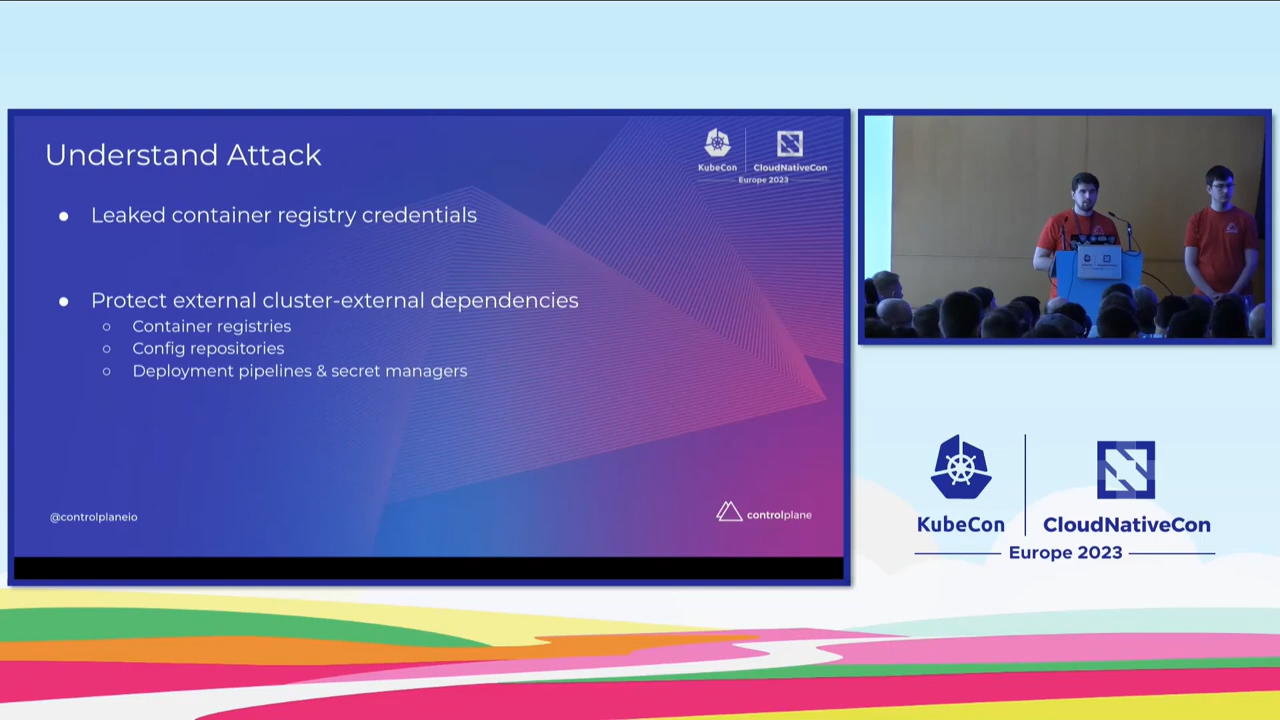 Understand Attack
KubeCon
CloudNativeCon
Europe 2023
● Leaked container registry credentials
● Protect external cluster-external dependencies
○ Container registries
○ Config repositories
○ Deployment pipelines & secret managers
@controlplaneio
controlplane
KubeCon
CloudNativeCon
Europe 2023